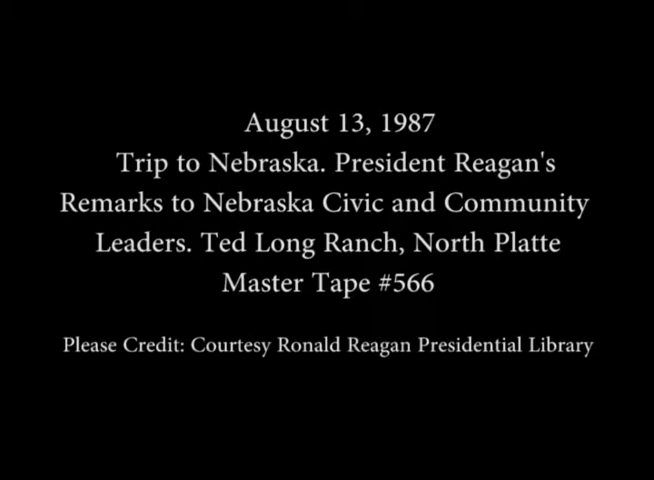 August 13, 1987
Trip to Nebraska. President Reagan's
Remarks to Nebraska Civic and Community
Leaders. Ted Long Ranch, North Platte
Master Tape #566
Please Credit: Courtesy Ronald Reagan Presidential Library